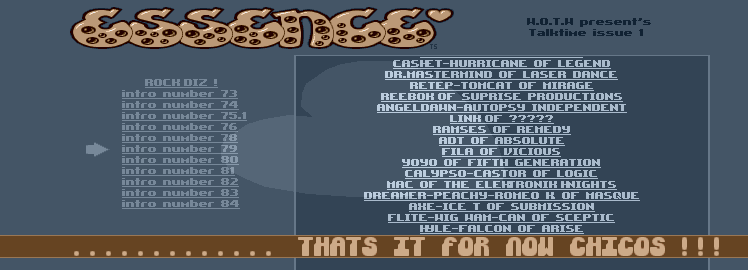 ESSENCE
W.O.T.W present's
Talktime issue 1
ROCK DIZ !
intro number 73
intro number 74
intro number 75.1
intro number 76
intro number 78
intro number 79
intro number 80
intro number 81
intro number 82
intro number 83
intro number 84
CASHET-HURRICANE OF LEGEND
DR.MASTERMIND OF LASER DANCE
RETEP-TOMCAT OF MIRAGE
REEBOK OF SUPRISE PRODUCTIONS
ANGELDAWN-AUTOPSY INDEPENDENT
LINK OF ?????
RAMSES OF REMEDY
ADT OF ABSOLUTE
FILA OF VICIOUS
YOYO OF FIFTH GENERATION
CALYPSO-CASTOR OF LOGIC
MAC OF THE ELEKTRONIK KNIGHTS
DREAMER-PEACHY-ROMEO K OF MASQUE
AXE-ICE T OF SUBMISSION
FLITE-WIG WAM-CAN OF SCEPTIC
HYLE-FALCON OF ARISE
............. THATS IT FOR NOW CHICOS !!!